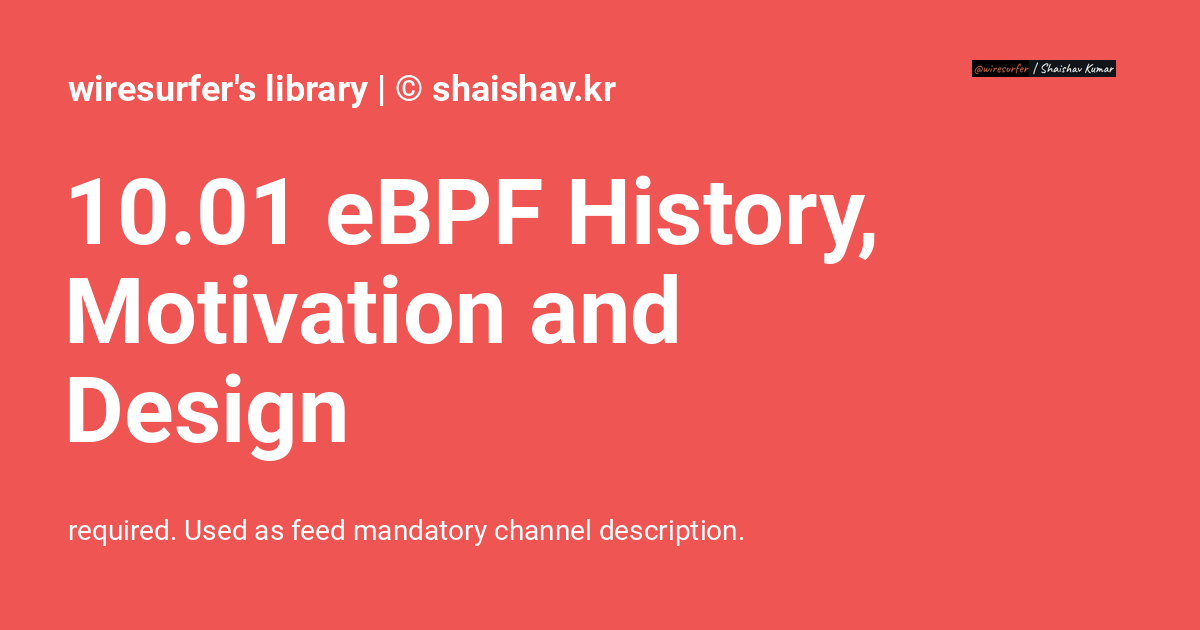 wiresurfer's library | © shaishav.kr
@wiresurfer | Shaishav Kumar
10.01 eBPF History,
Motivation and
Design
required. Used as feed mandatory channel description.